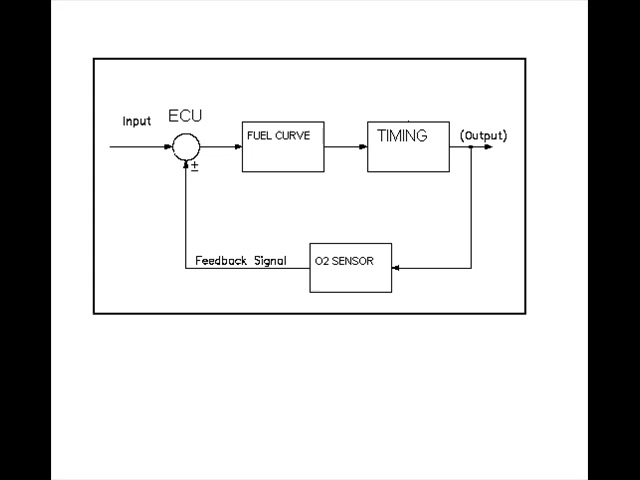 ECU
Input
FUEL CURVE
TIMING
(Output)
±
Feedback Signal
O2 SENSOR